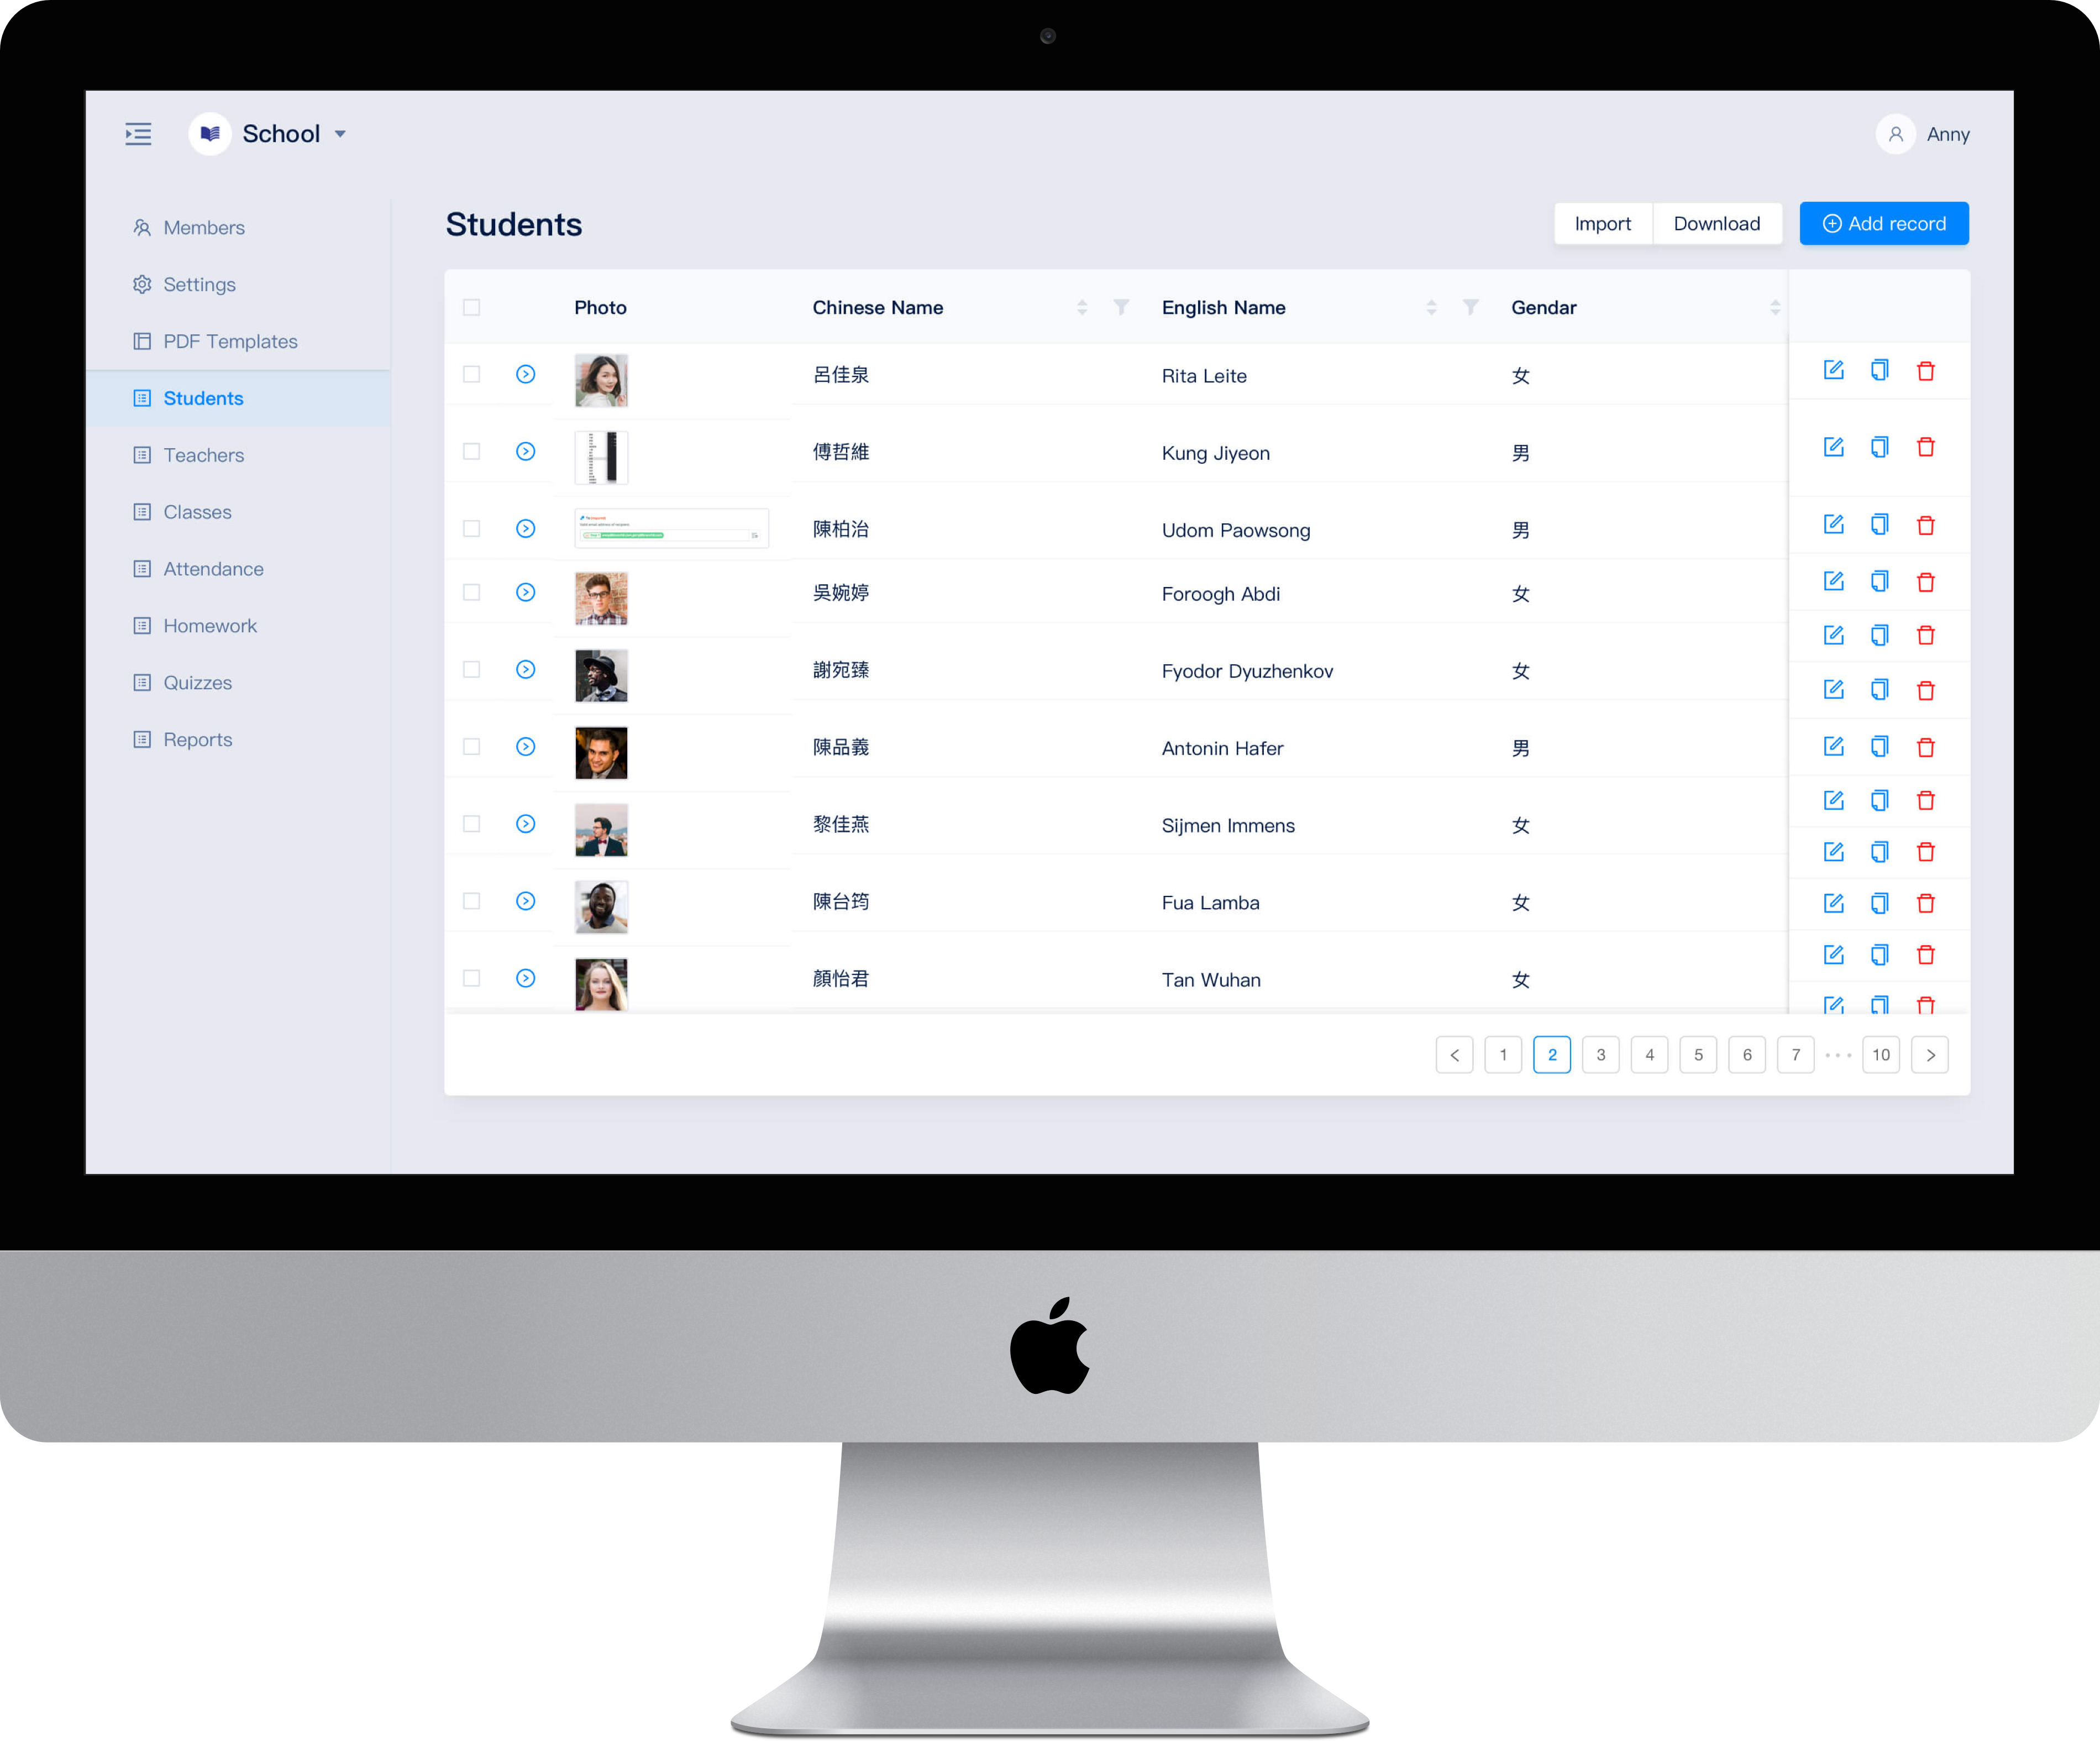 School
Anny
Members
Settings
PDF Templates
Students
Teachers
Classes
Attendance
Homework
Quizzes
Reports
Students
Import
Download
Add record
Photo
Chinese Name
English Name
Gendar
呂佳泉
Rita Leite
女
傅哲維
Kung Jiyeon
男
陳柏治
Udom Paowsong
男
吳婉婷
Foroogh Abdi
女
謝宛臻
Fyodor Dyuzhenkov
女
陳品義
Antonin Hafer
男
黎佳燕
Sijmen Immens
女
陳台筠
Fua Lamba
女
顏怡君
Tan Wuhan
女
< 1 2 3 4 5 6 7 ••• 10 >